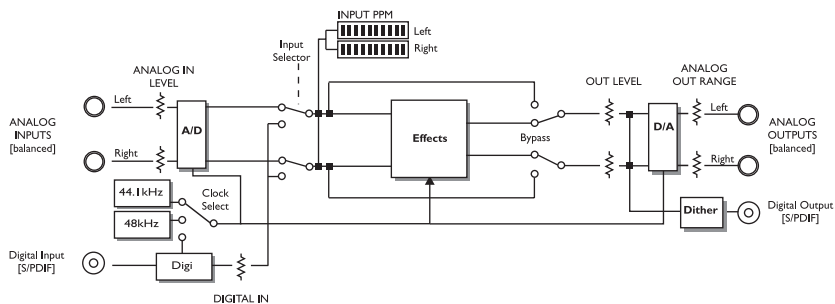 INPUT PPM
Left
Right
Input
Selector
ANALOG IN
LEVEL
OUT LEVEL
ANALOG
OUT RANGE
ANALOG
INPUTS
[balanced]
Left
Right
A/D
Effects
Bypass
D/A
Left
Right
ANALOG
OUTPUTS
[balanced]
44.1kHz
48kHz
Clock
Select
Dither
Digital Output
[S/PDIF]
Digital Input
[S/PDIF]
Digi
DIGITAL IN